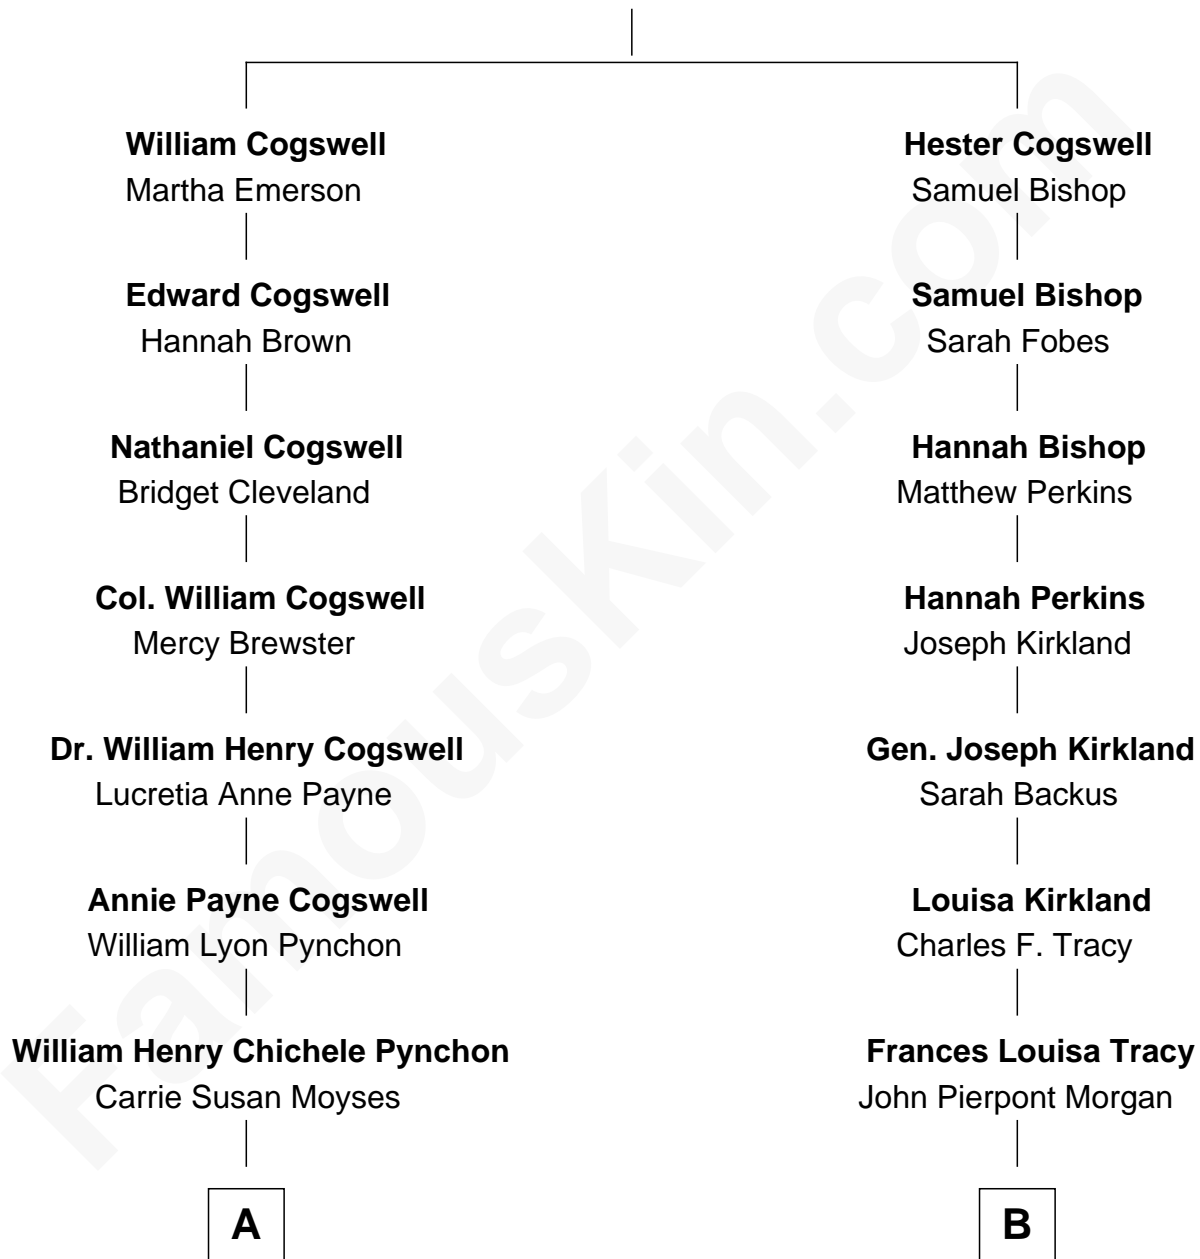 William Cogswell
Martha Emerson
Edward Cogswell
Hannah Brown
Nathaniel Cogswell
Bridget Cleveland
Col. William Cogswell
Mercy Brewster
Dr. William Henry Cogswell
Lucretia Anne Payne
Annie Payne Cogswell
William Lyon Pynchon
William Henry Chichele Pynchon
Carrie Susan Moyses
A
Hester Cogswell
Samuel Bishop
Samuel Bishop
Sarah Fobes
Hannah Bishop
Matthew Perkins
Hannah Perkins
Joseph Kirkland
Gen. Joseph Kirkland
Sarah Backus
Louisa Kirkland
Charles F. Tracy
Frances Louisa Tracy
John Pierpont Morgan
B
FamousKin.com